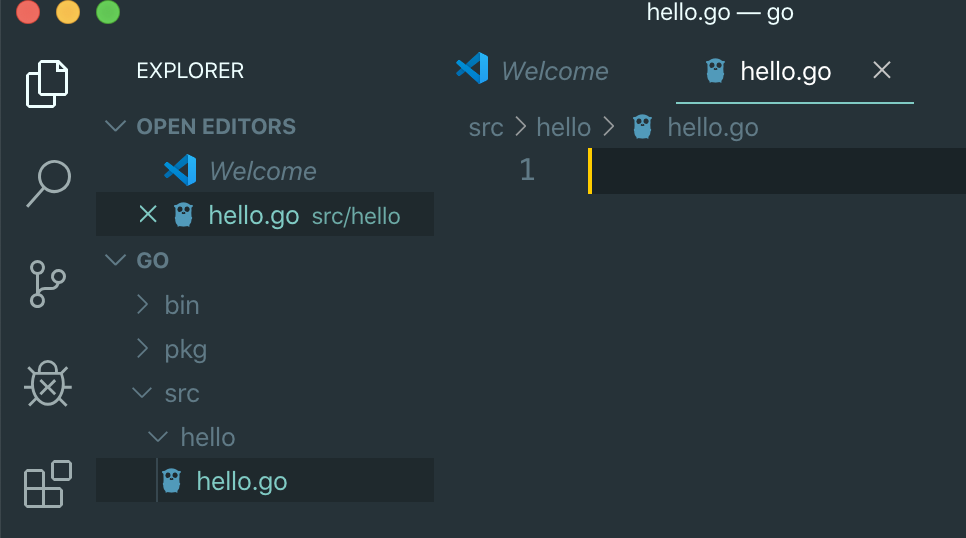 hello.go — go
EXPLORER
OPEN EDITORS
Welcome
hello.go src/hello
GO
bin
pkg
src
hello
hello.go
Welcome
hello.go
src > hello > hello.go
1